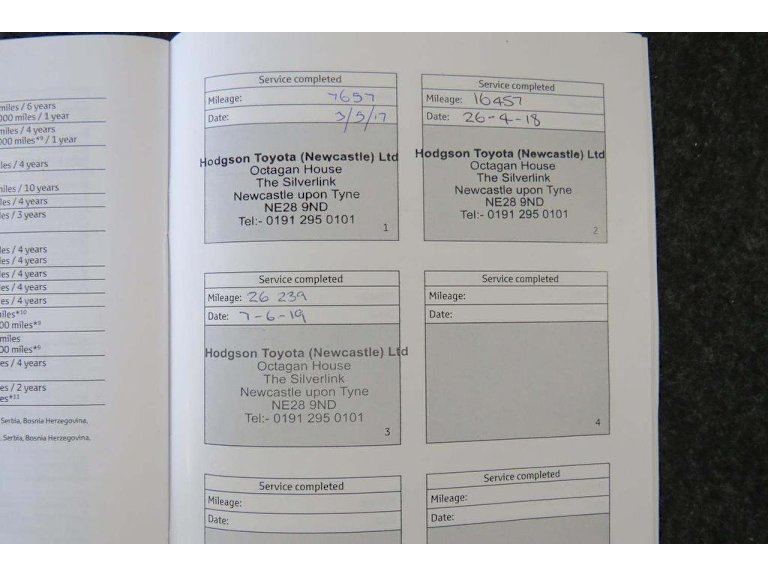 miles / 6 years
000 miles / 1 year
miles / 4 years
000 miles*⁹ / 1 year
les / 4 years
miles / 10 years
les / 4 years
les / 3 years
les / 4 years
les / 4 years
les / 4 years
les / 4 years
les / 4 years
iles*¹⁰
00 miles*⁹
miles
00 miles*⁹
es / 4 years
es / 2 years
es*¹¹
Serbia, Bosnia Herzegovina,
Serbia, Bosnia Herzegovina,
Service completed
Mileage: 7657
Date: 3/5/17
Hodgson Toyota (Newcastle) Ltd
Octagan House
The Silverlink
Newcastle upon Tyne
NE28 9ND
Tel:- 0191 295 0101
1
Service completed
Mileage: 16457
Date: 26-4-18
Hodgson Toyota (Newcastle) Ltd
Octagan House
The Silverlink
Newcastle upon Tyne
NE28 9ND
Tel:- 0191 295 0101
2
Service completed
Mileage: 26 239
Date: 7-6-19
Hodgson Toyota (Newcastle) Ltd
Octagan House
The Silverlink
Newcastle upon Tyne
NE28 9ND
Tel:- 0191 295 0101
3
Service completed
Mileage:
Date:
4
Service completed
Mileage:
Date:
Service completed
Mileage:
Date: